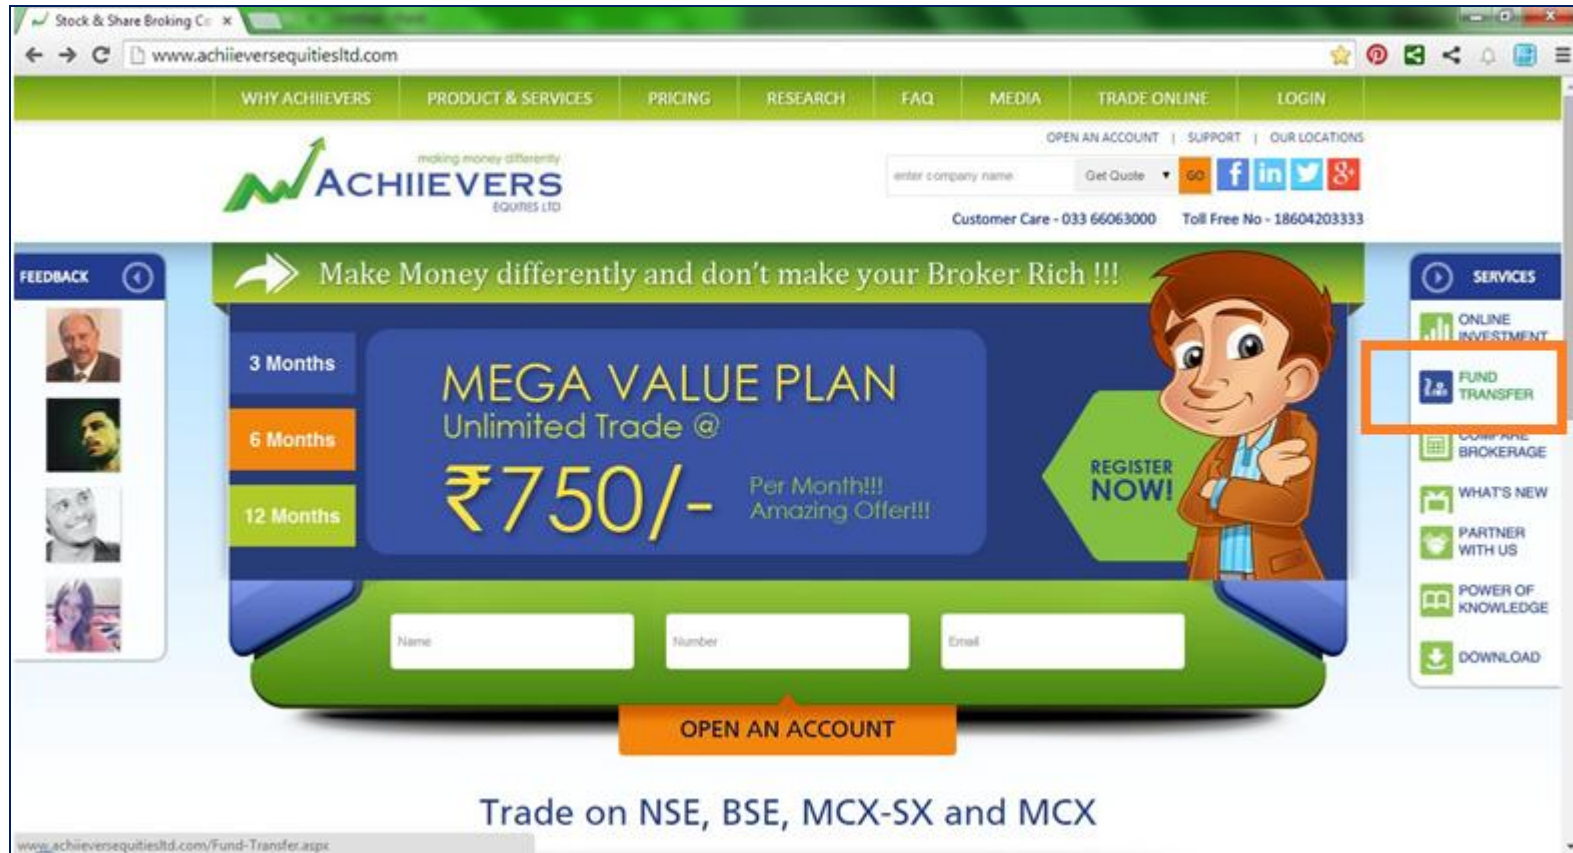 Stock & Share Broking Co
www.achiieversequitiesltd.com
WHY ACHIIEVERS PRODUCT & SERVICES PRICING RESEARCH FAQ MEDIA TRADE ONLINE LOGIN
OPEN AN ACCOUNT | SUPPORT | OUR LOCATIONS
making money differently
ACHIIEVERS
EQUITIES LTD
enter company name Get Quote GO f in 8+
Customer Care - 033 66063000 Toll Free No - 18604203333
FEEDBACK
Make Money differently and don't make your Broker Rich !!!
3 Months
6 Months
12 Months
MEGA VALUE PLAN
Unlimited Trade @
₹750/-
Per Month!!!
Amazing Offer!!!
REGISTER
NOW!
SERVICES
ONLINE
INVESTMENT
FUND
TRANSFER
COMPARE
BROKERAGE
WHAT'S NEW
PARTNER
WITH US
POWER OF
KNOWLEDGE
DOWNLOAD
Name Number Email
OPEN AN ACCOUNT
Trade on NSE, BSE, MCX-SX and MCX
www.achiieversequitiesltd.com/Fund-Transfer.aspx